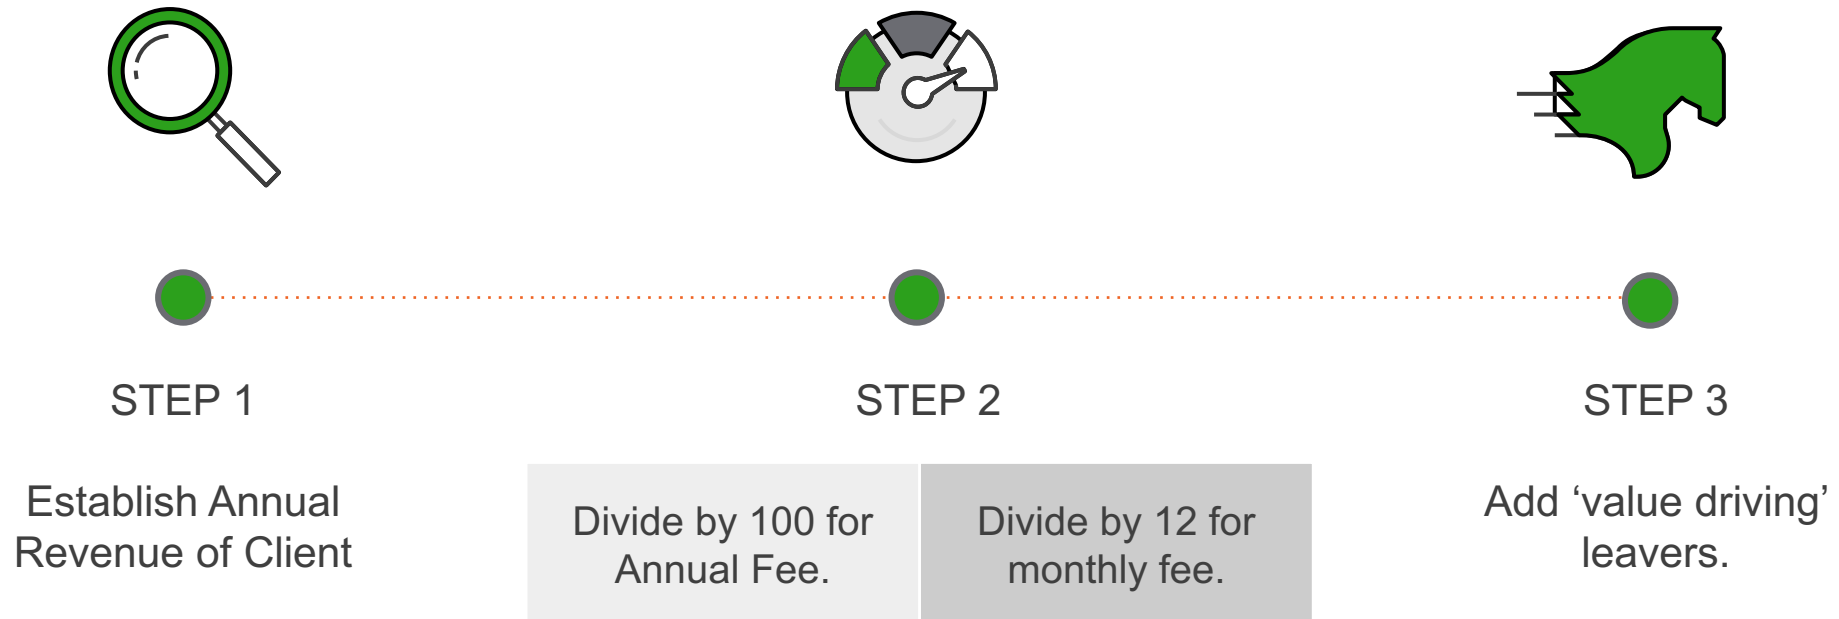 STEP 1
Establish Annual
Revenue of Client
STEP 2
Divide by 100 for
Annual Fee.
Divide by 12 for
monthly fee.
STEP 3
Add ‘value driving’
leavers.